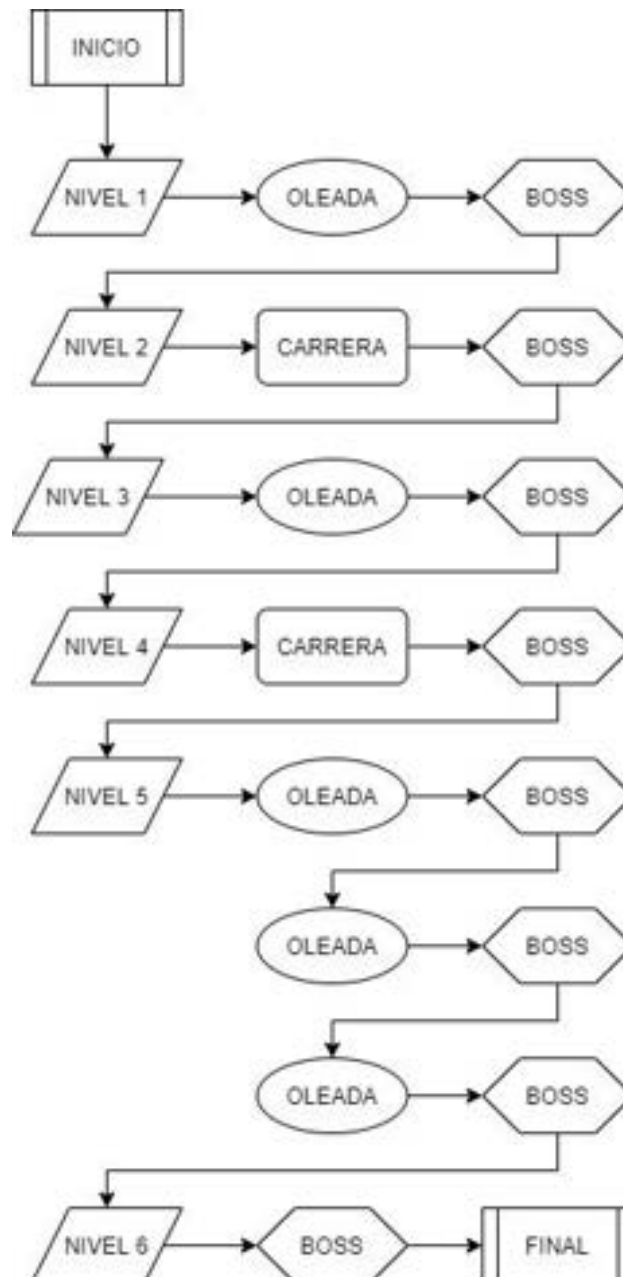 INICIO
NIVEL 1 OLEADA BOSS
NIVEL 2 CARRERA BOSS
NIVEL 3 OLEADA BOSS
NIVEL 4 CARRERA BOSS
NIVEL 5 OLEADA BOSS
OLEADA BOSS
OLEADA BOSS
NIVEL 6 BOSS FINAL